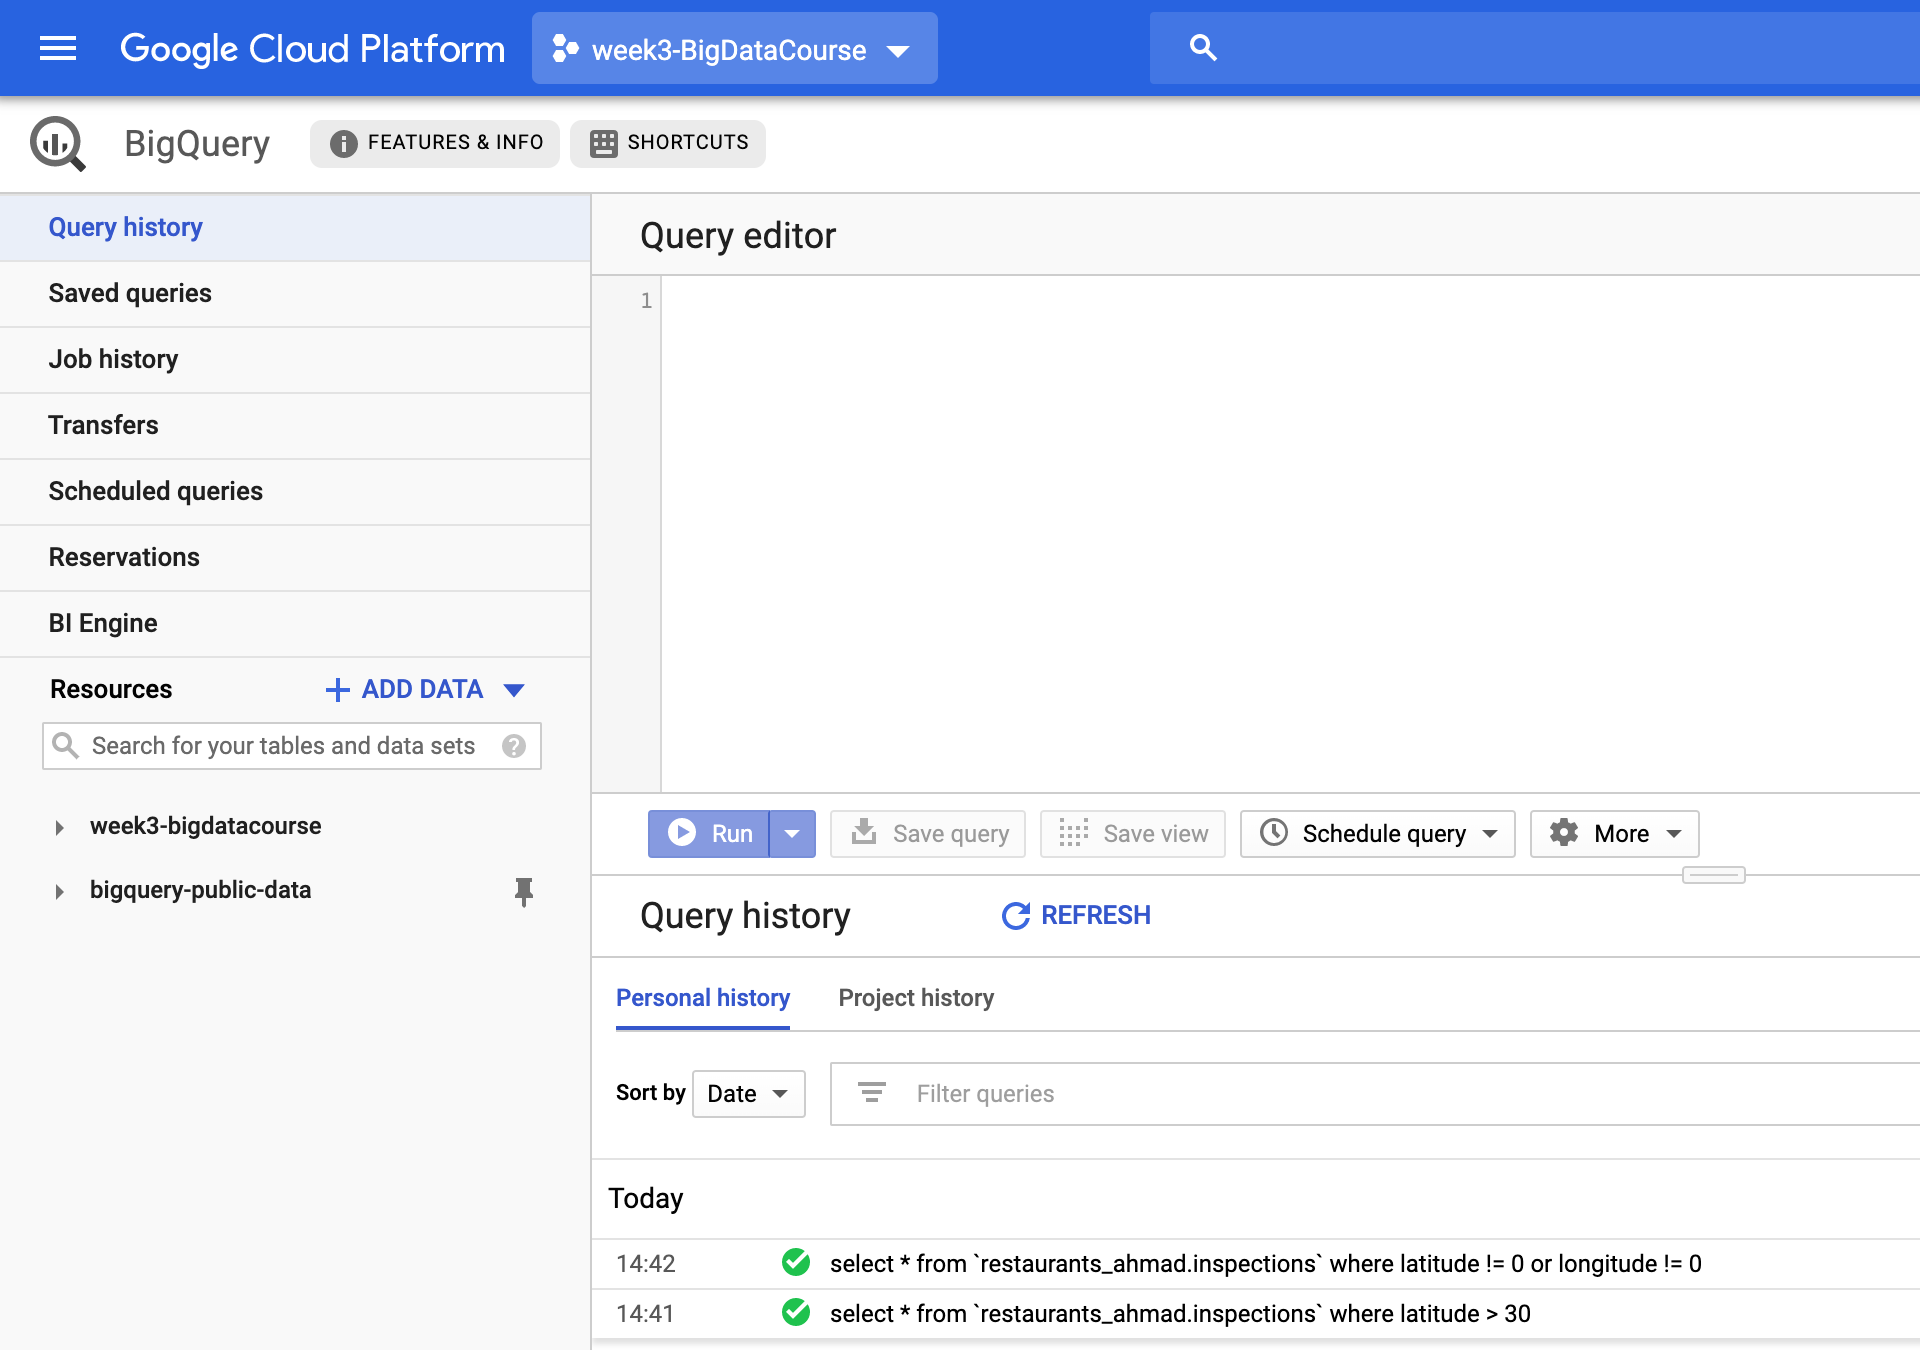 Google Cloud Platform
week3-BigDataCourse
BigQuery
FEATURES & INFO
SHORTCUTS
Query history
Saved queries
Job history
Transfers
Scheduled queries
Reservations
BI Engine
Resources
ADD DATA
Search for your tables and data sets
week3-bigdatacourse
bigquery-public-data
Query editor
1
Run
Save query
Save view
Schedule query
More
Query history
REFRESH
Personal history
Project history
Sort by
Date
Filter queries
Today
14:42 select * from `restaurants_ahmad.inspections` where latitude != 0 or longitude != 0
14:41 select * from `restaurants_ahmad.inspections` where latitude > 30